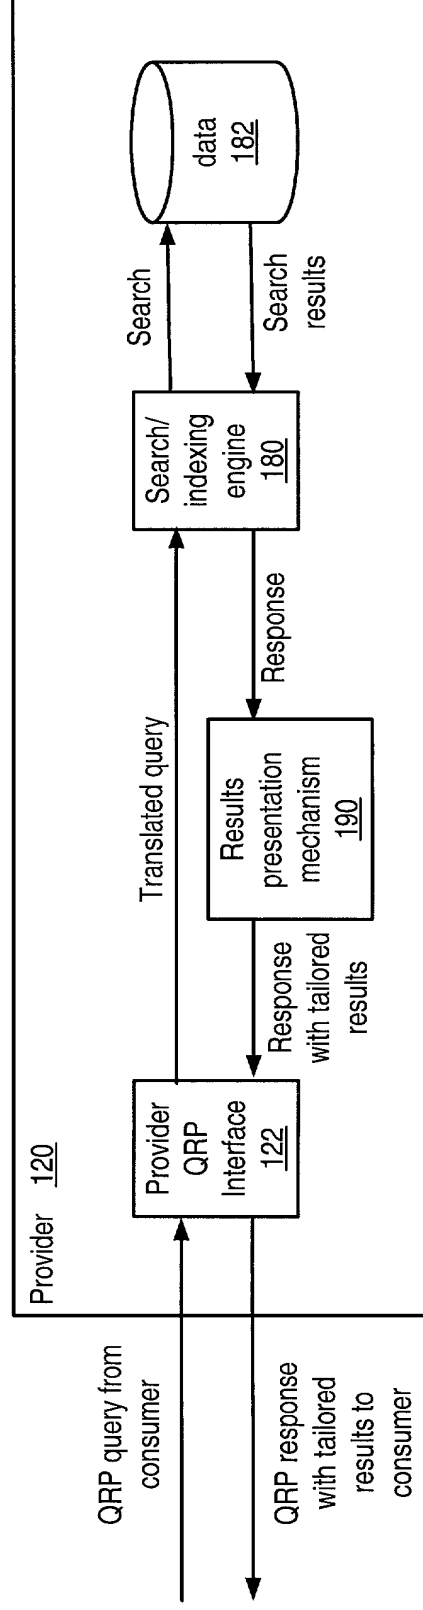 Provider 120
QRP query from
consumer
QRP response
with tailored
results to
consumer
Provider
QRP
Interface
122
Translated query
Response
with tailored
results
Results
presentation
mechanism
190
Response
Search/
indexing
engine
180
Search
Search
results
data
182